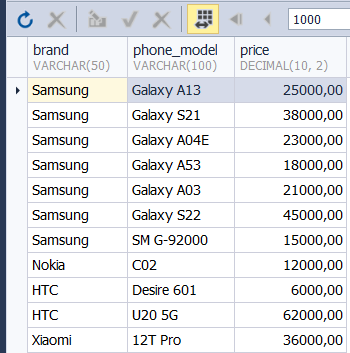 1000
brand phone_model price
VARCHAR(50) VARCHAR(100) DECIMAL(10, 2)
Samsung Galaxy A13 25000,00
Samsung Galaxy S21 38000,00
Samsung Galaxy A04E 23000,00
Samsung Galaxy A53 18000,00
Samsung Galaxy A03 21000,00
Samsung Galaxy S22 45000,00
Samsung SM G-92000 15000,00
Nokia C02 12000,00
HTC Desire 601 6000,00
HTC U20 5G 62000,00
Xiaomi 12T Pro 36000,00